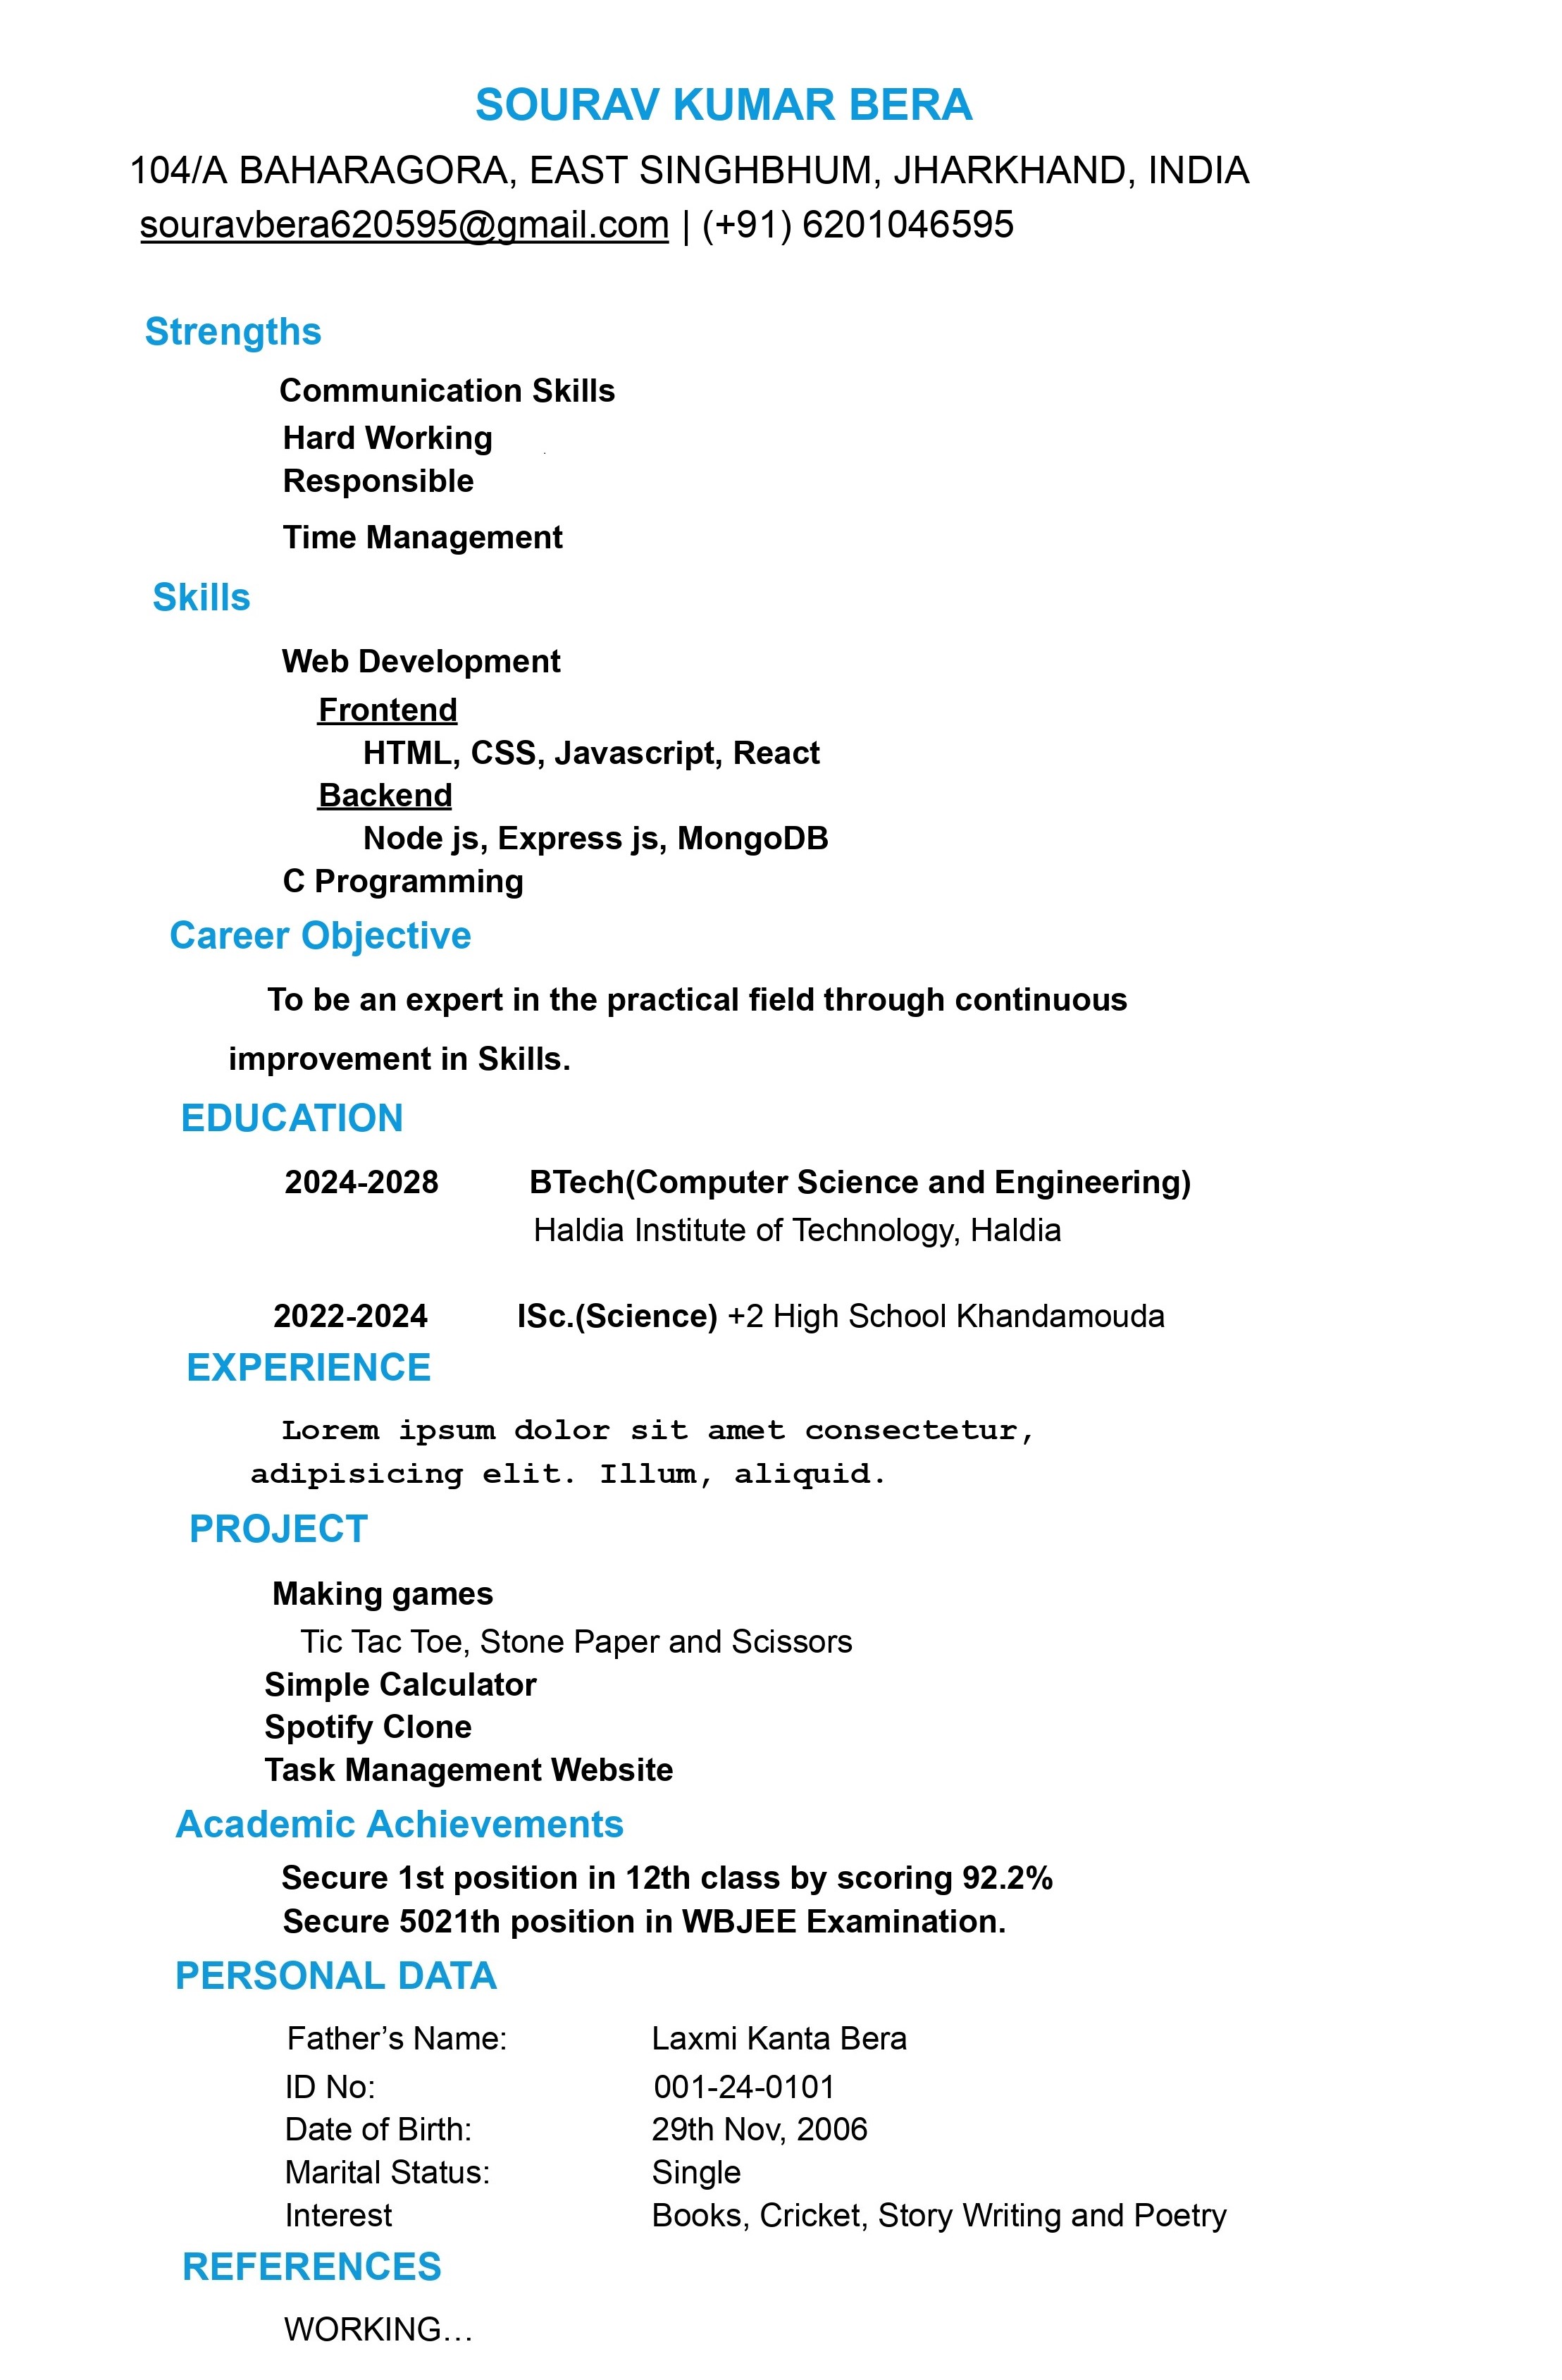 SOURAV KUMAR BERA
104/A BAHARAGORA, EAST SINGHBHUM, JHARKHAND, INDIA
souravbera620595@gmail.com | (+91) 6201046595
Strengths
Communication Skills
Hard Working
Responsible
Time Management
Skills
Web Development
Frontend
HTML, CSS, Javascript, React
Backend
Node js, Express js, MongoDB
C Programming
Career Objective
To be an expert in the practical field through continuous
improvement in Skills.
EDUCATION
2024-2028 BTech(Computer Science and Engineering)
Haldia Institute of Technology, Haldia
2022-2024 ISc.(Science) +2 High School Khandamouda
EXPERIENCE
Lorem ipsum dolor sit amet consectetur,
adipisicing elit. Illum, aliquid.
PROJECT
Making games
Tic Tac Toe, Stone Paper and Scissors
Simple Calculator
Spotify Clone
Task Management Website
Academic Achievements
Secure 1st position in 12th class by scoring 92.2%
Secure 5021th position in WBJEE Examination.
PERSONAL DATA
Father’s Name: Laxmi Kanta Bera
ID No: 001-24-0101
Date of Birth: 29th Nov, 2006
Marital Status: Single
Interest Books, Cricket, Story Writing and Poetry
REFERENCES
WORKING…